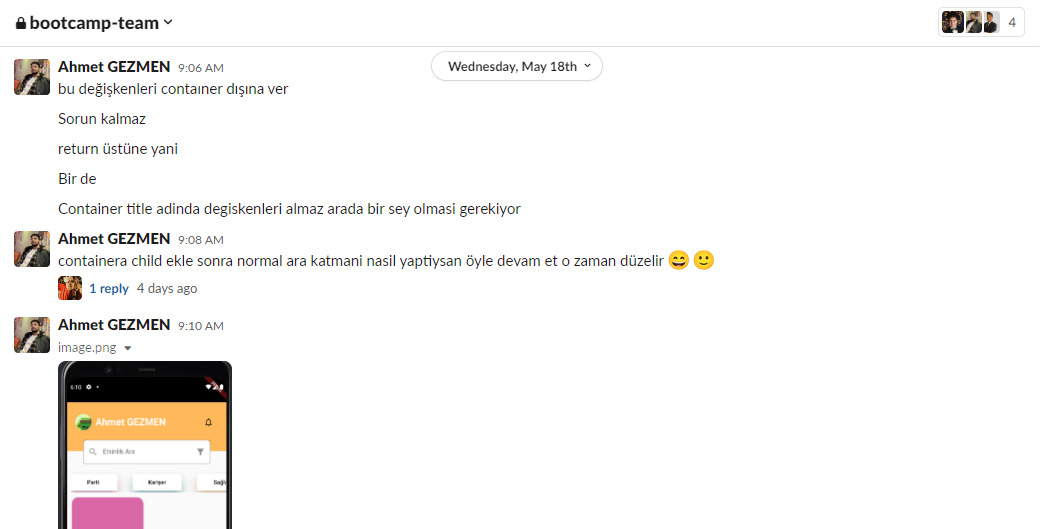 bootcamp-team
4
Wednesday, May 18th
Ahmet GEZMEN 9:06 AM
bu değişkenleri contaıner dışına ver
Sorun kalmaz
return üstüne yani
Bir de
Container title adinda degiskenleri almaz arada bir sey olmasi gerekiyor
Ahmet GEZMEN 9:08 AM
containera child ekle sonra normal ara katmani nasil yaptiysan öyle devam et o zaman düzelir 😄 🙂
1 reply 4 days ago
Ahmet GEZMEN 9:10 AM
image.png
6:10
Ahmet GEZMEN
Etkinlik Ara
Parti Kariyer Sağlı